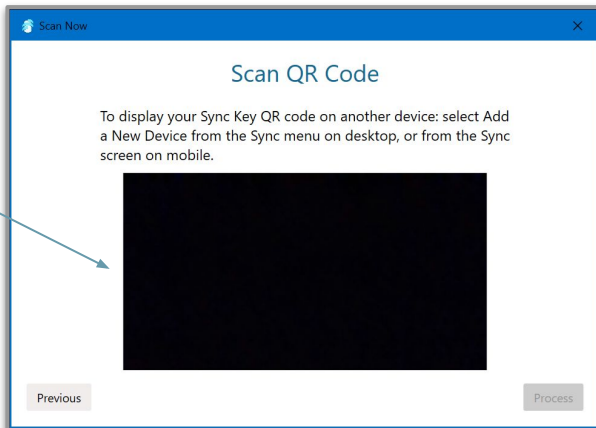 Scan Now
Scan QR Code
To display your Sync Key QR code on another device: select Add
a New Device from the Sync menu on desktop, or from the Sync
screen on mobile.
Previous
Process